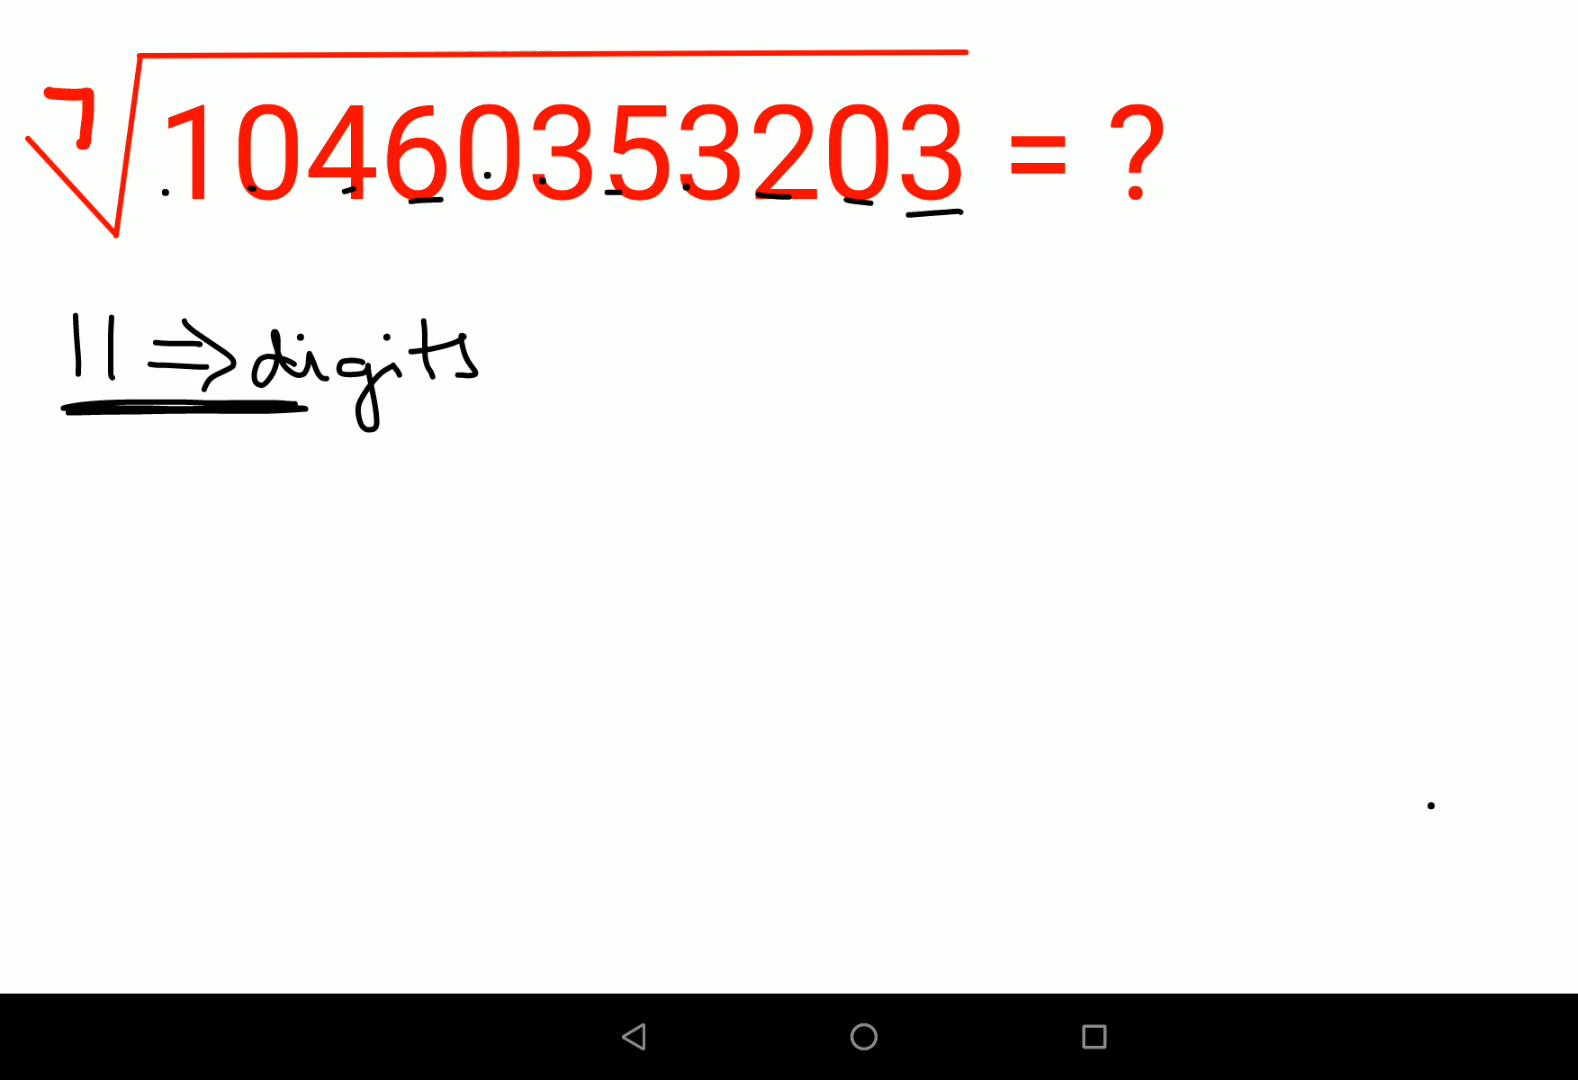 7√10460353203 = ?
11 ⇒ digits